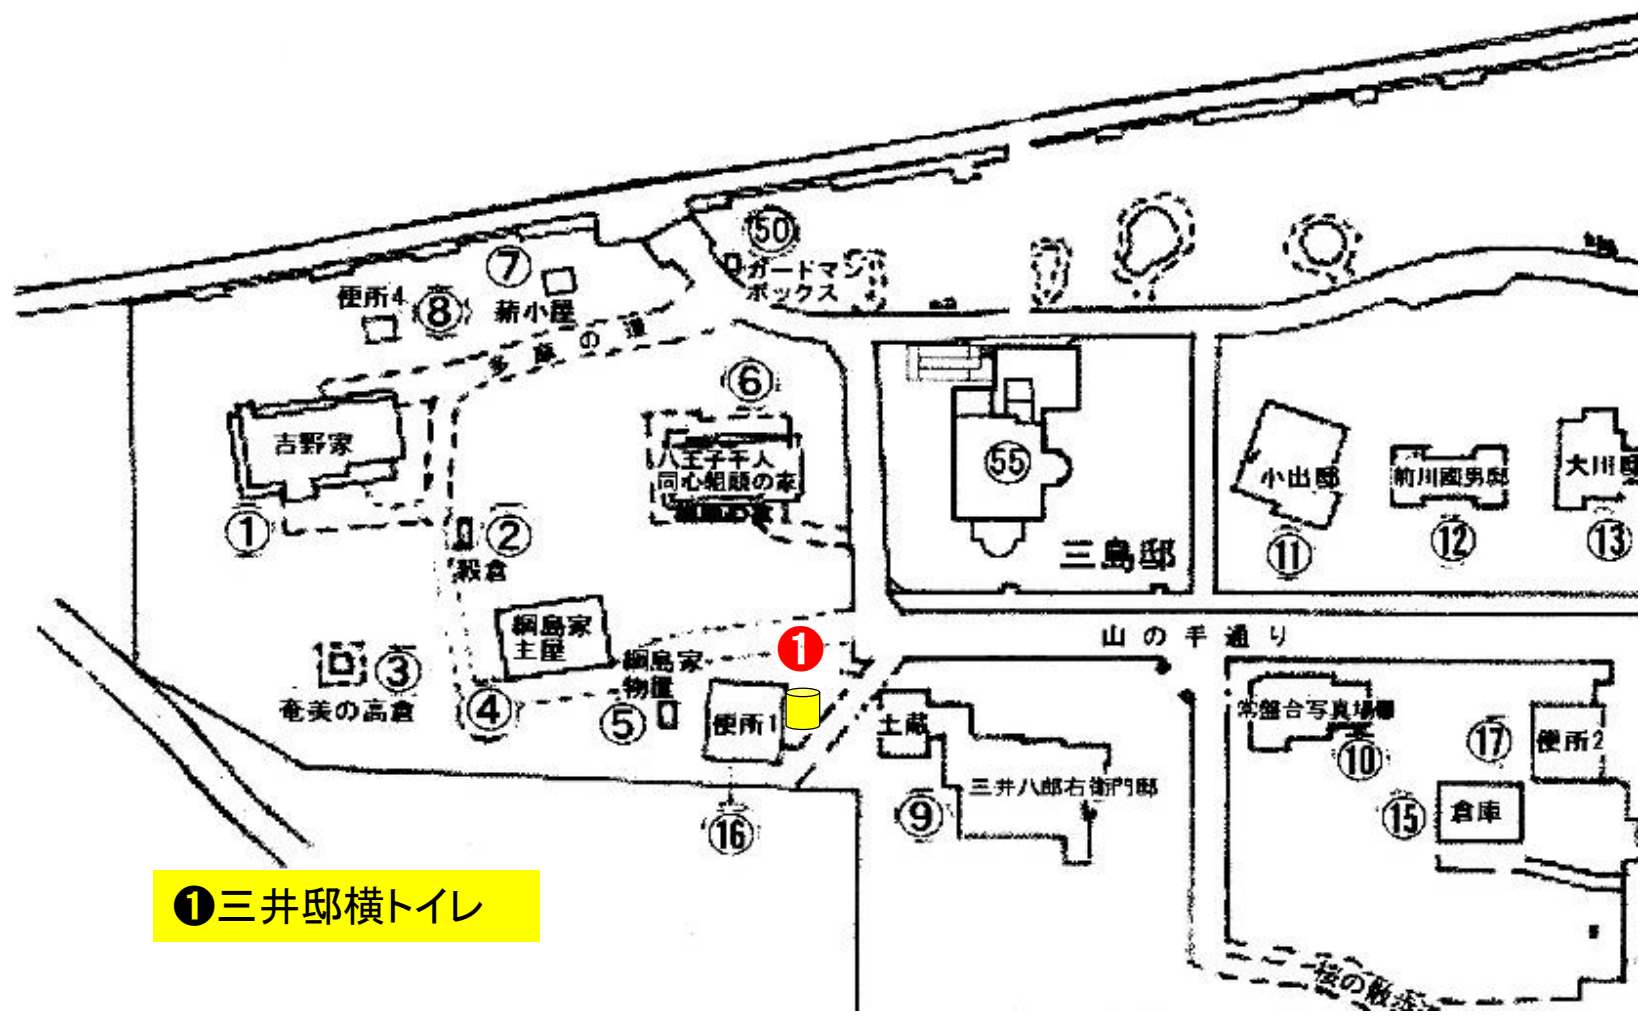 50
ガードマン
ボックス
7
薪小屋
便所4
8
多摩の道
6
吉野家
八王子千人
同心組頭の家
55
三島邸
小出邸
前川國男邸
大川邸
1
2
穀倉
11
12
13
綱島家
主屋
山の手通り
❶
3
奄美の高倉
綱島家
物置
4
5
便所1
土蔵
常盤台写真場
17
便所2
10
三井八郎右衛門邸
9
15
倉庫
16
❶三井邸横トイレ
桜の散歩